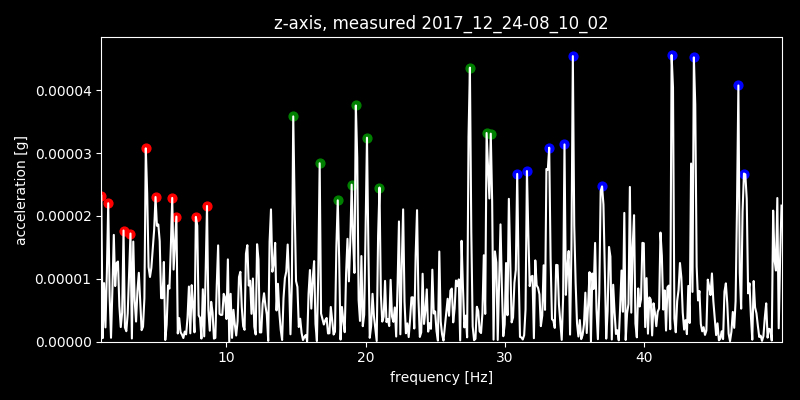 z-axis, measured 2017_12_24-08_10_02
0.00004
0.00003
0.00002
0.00001
0.00000
acceleration [g]
10 20 30 40
frequency [Hz]